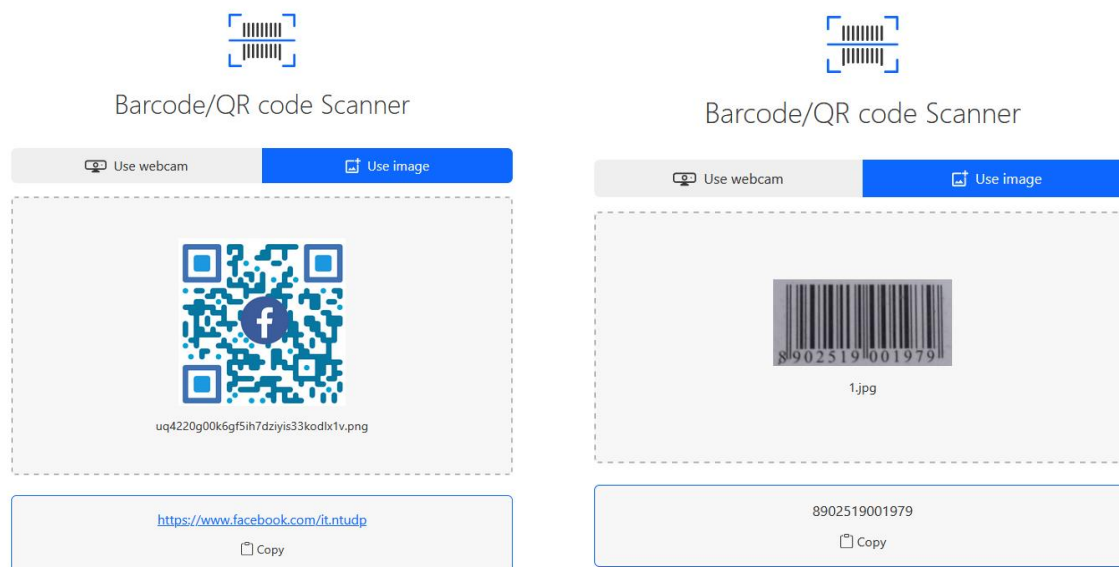 Barcode/QR code Scanner
Use webcam
Use image
f
uq4220g00k6gf5ih7dziyis33kodlx1v.png
https://www.facebook.com/it.ntudp
Copy
Barcode/QR code Scanner
Use webcam
Use image
8902519001979
1.jpg
8902519001979
Copy